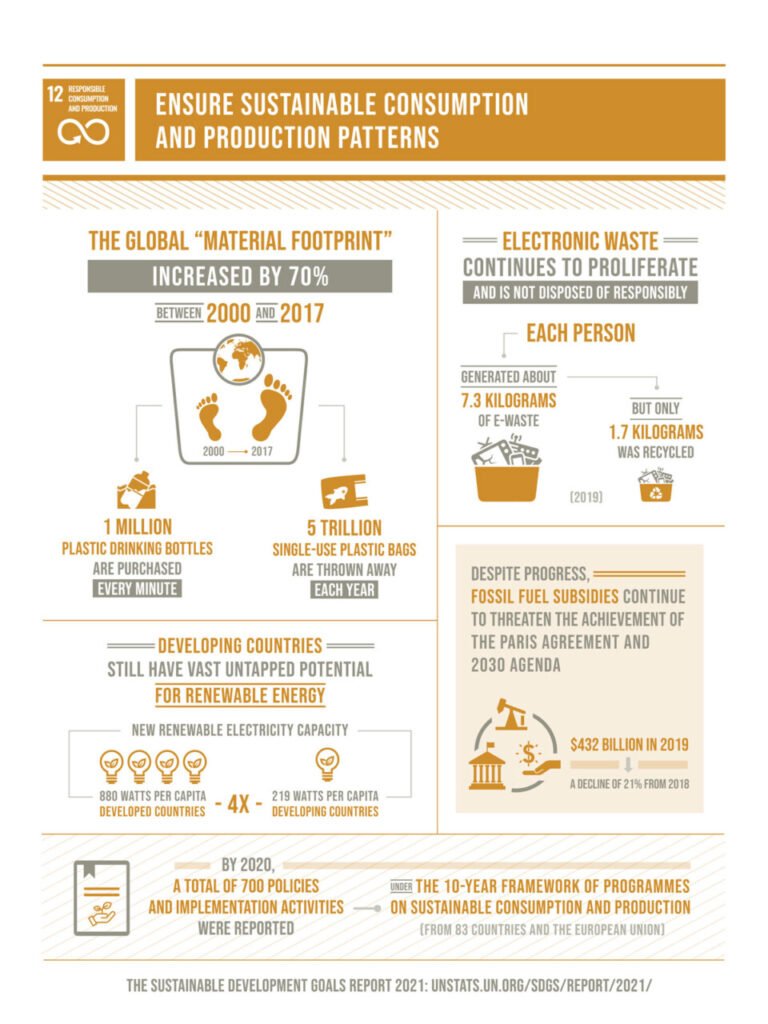 12 RESPONSIBLE
CONSUMPTION
AND PRODUCTION
ENSURE SUSTAINABLE CONSUMPTION
AND PRODUCTION PATTERNS
THE GLOBAL “MATERIAL FOOTPRINT”
INCREASED BY 70%
BETWEEN 2000 AND 2017
2000 2017
1 MILLION
PLASTIC DRINKING BOTTLES
ARE PURCHASED
EVERY MINUTE
5 TRILLION
SINGLE-USE PLASTIC BAGS
ARE THROWN AWAY
EACH YEAR
ELECTRONIC WASTE
CONTINUES TO PROLIFERATE
AND IS NOT DISPOSED OF RESPONSIBLY
EACH PERSON
GENERATED ABOUT
7.3 KILOGRAMS
OF E-WASTE
BUT ONLY
1.7 KILOGRAMS
WAS RECYCLED
(2019)
DEVELOPING COUNTRIES
STILL HAVE VAST UNTAPPED POTENTIAL
FOR RENEWABLE ENERGY
NEW RENEWABLE ELECTRICITY CAPACITY
880 WATTS PER CAPITA
DEVELOPED COUNTRIES
- 4X -
219 WATTS PER CAPITA
DEVELOPING COUNTRIES
DESPITE PROGRESS,
FOSSIL FUEL SUBSIDIES CONTINUE
TO THREATEN THE ACHIEVEMENT OF
THE PARIS AGREEMENT AND
2030 AGENDA
$
$432 BILLION IN 2019
A DECLINE OF 21% FROM 2018
BY 2020,
A TOTAL OF 700 POLICIES
AND IMPLEMENTATION ACTIVITIES
WERE REPORTED
UNDER THE 10-YEAR FRAMEWORK OF PROGRAMMES
ON SUSTAINABLE CONSUMPTION AND PRODUCTION
(FROM 83 COUNTRIES AND THE EUROPEAN UNION)
THE SUSTAINABLE DEVELOPMENT GOALS REPORT 2021: UNSTATS.UN.ORG/SDGS/REPORT/2021/